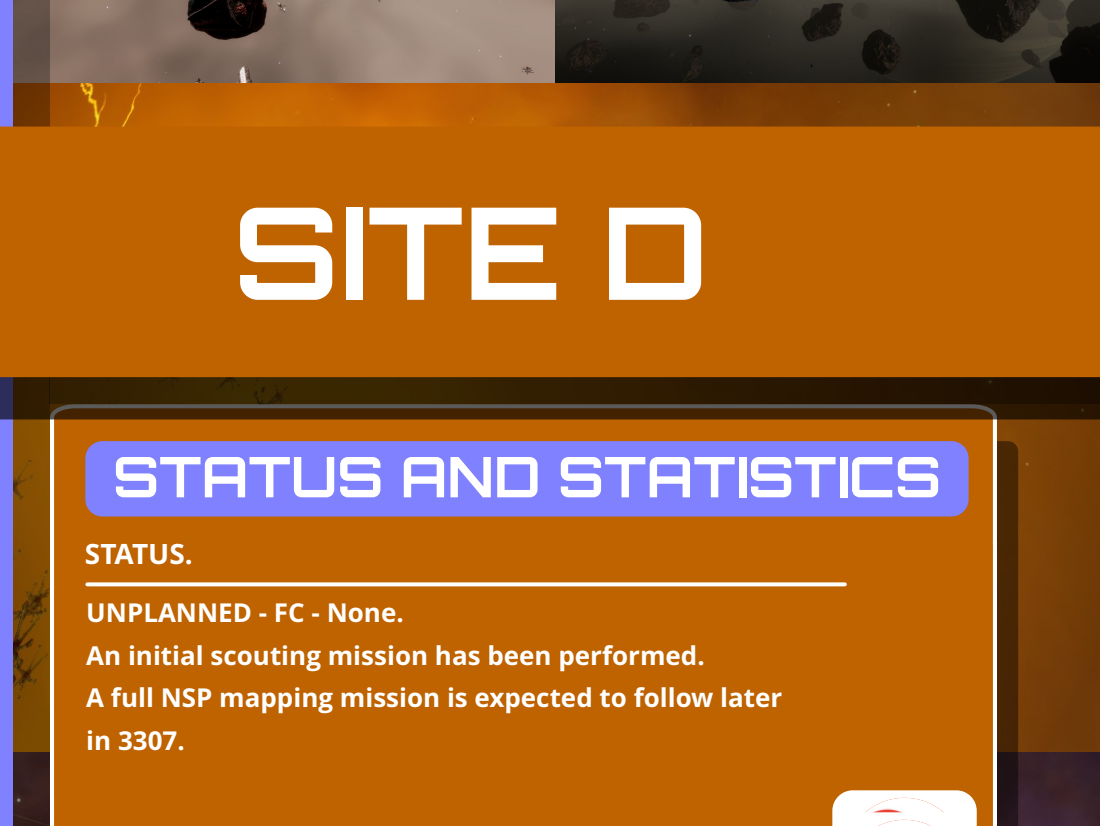 SITE D
STATUS AND STATISTICS
STATUS.
UNPLANNED - FC - None.
An initial scouting mission has been performed.
A full NSP mapping mission is expected to follow later
in 3307.